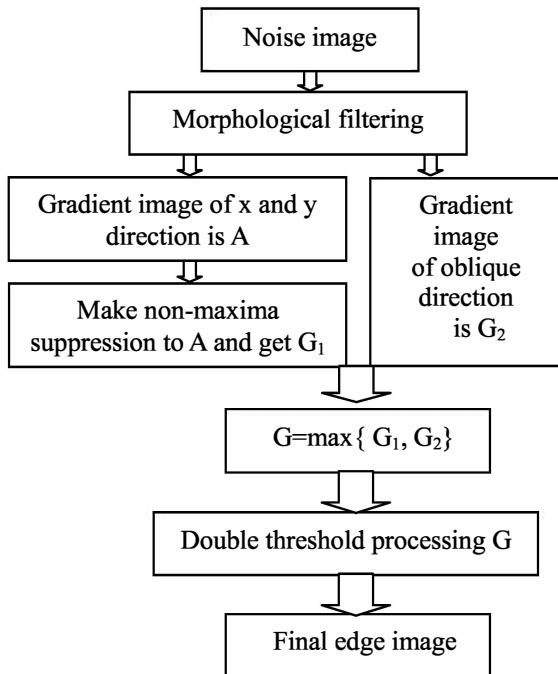 Noise image
Morphological filtering
Gradient image of x and y
direction is A
Make non-maxima
suppression to A and get G₁
Gradient
image
of oblique
direction
is G₂
G=max{ G₁, G₂}
Double threshold processing G
Final edge image